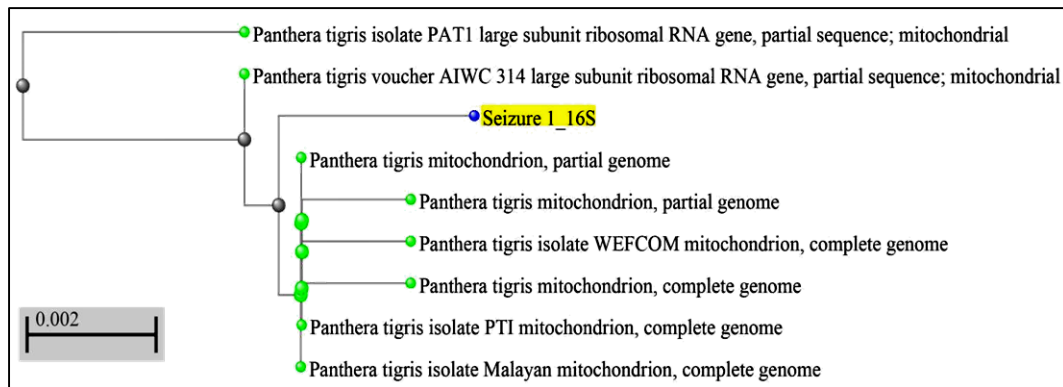 Panthera tigris isolate PAT1 large subunit ribosomal RNA gene, partial sequence; mitochondrial
Panthera tigris voucher AIWC 314 large subunit ribosomal RNA gene, partial sequence; mitochondrial
Seizure 1_16S
Panthera tigris mitochondrion, partial genome
Panthera tigris mitochondrion, partial genome
Panthera tigris isolate WEFCOM mitochondrion, complete genome
Panthera tigris mitochondrion, complete genome
0.002
Panthera tigris isolate PTI mitochondrion, complete genome
Panthera tigris isolate Malayan mitochondrion, complete genome